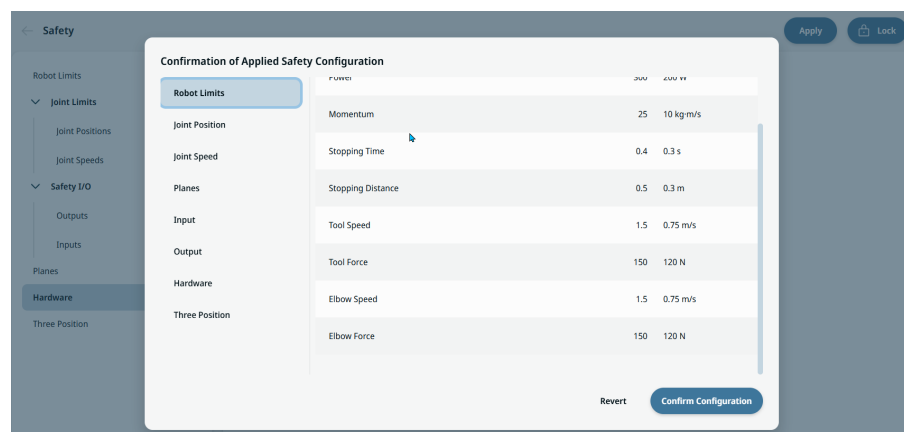 Safety
Apply
Lock
Robot Limits
Joint Limits
Joint Positions
Joint Speeds
Safety I/O
Outputs
Inputs
Planes
Hardware
Three Position
Confirmation of Applied Safety Configuration
Robot Limits
Joint Position
Joint Speed
Planes
Input
Output
Hardware
Three Position
Power 300 200 W
Momentum 25 10 kg·m/s
Stopping Time 0.4 0.3 s
Stopping Distance 0.5 0.3 m
Tool Speed 1.5 0.75 m/s
Tool Force 150 120 N
Elbow Speed 1.5 0.75 m/s
Elbow Force 150 120 N
Revert
Confirm Configuration